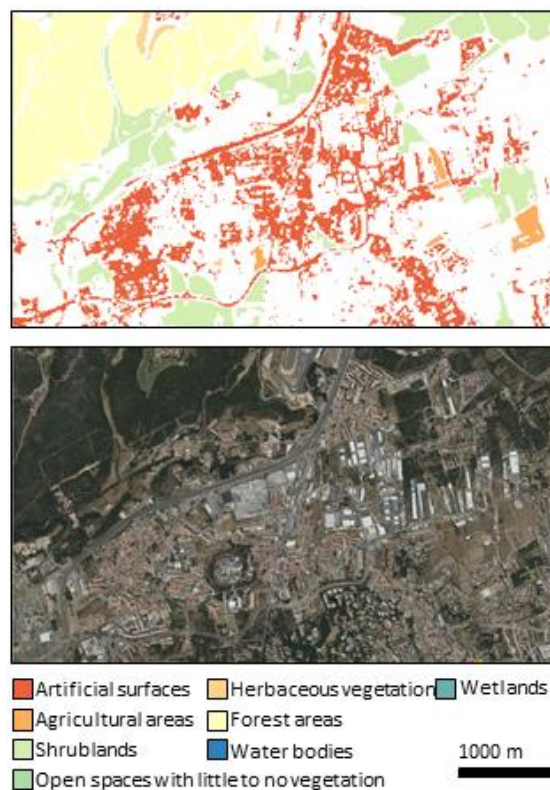 Artificial surfaces Herbaceous vegetation Wetlands
Agricultural areas Forest areas
Shrublands Water bodies 1000 m
Open spaces with little to no vegetation